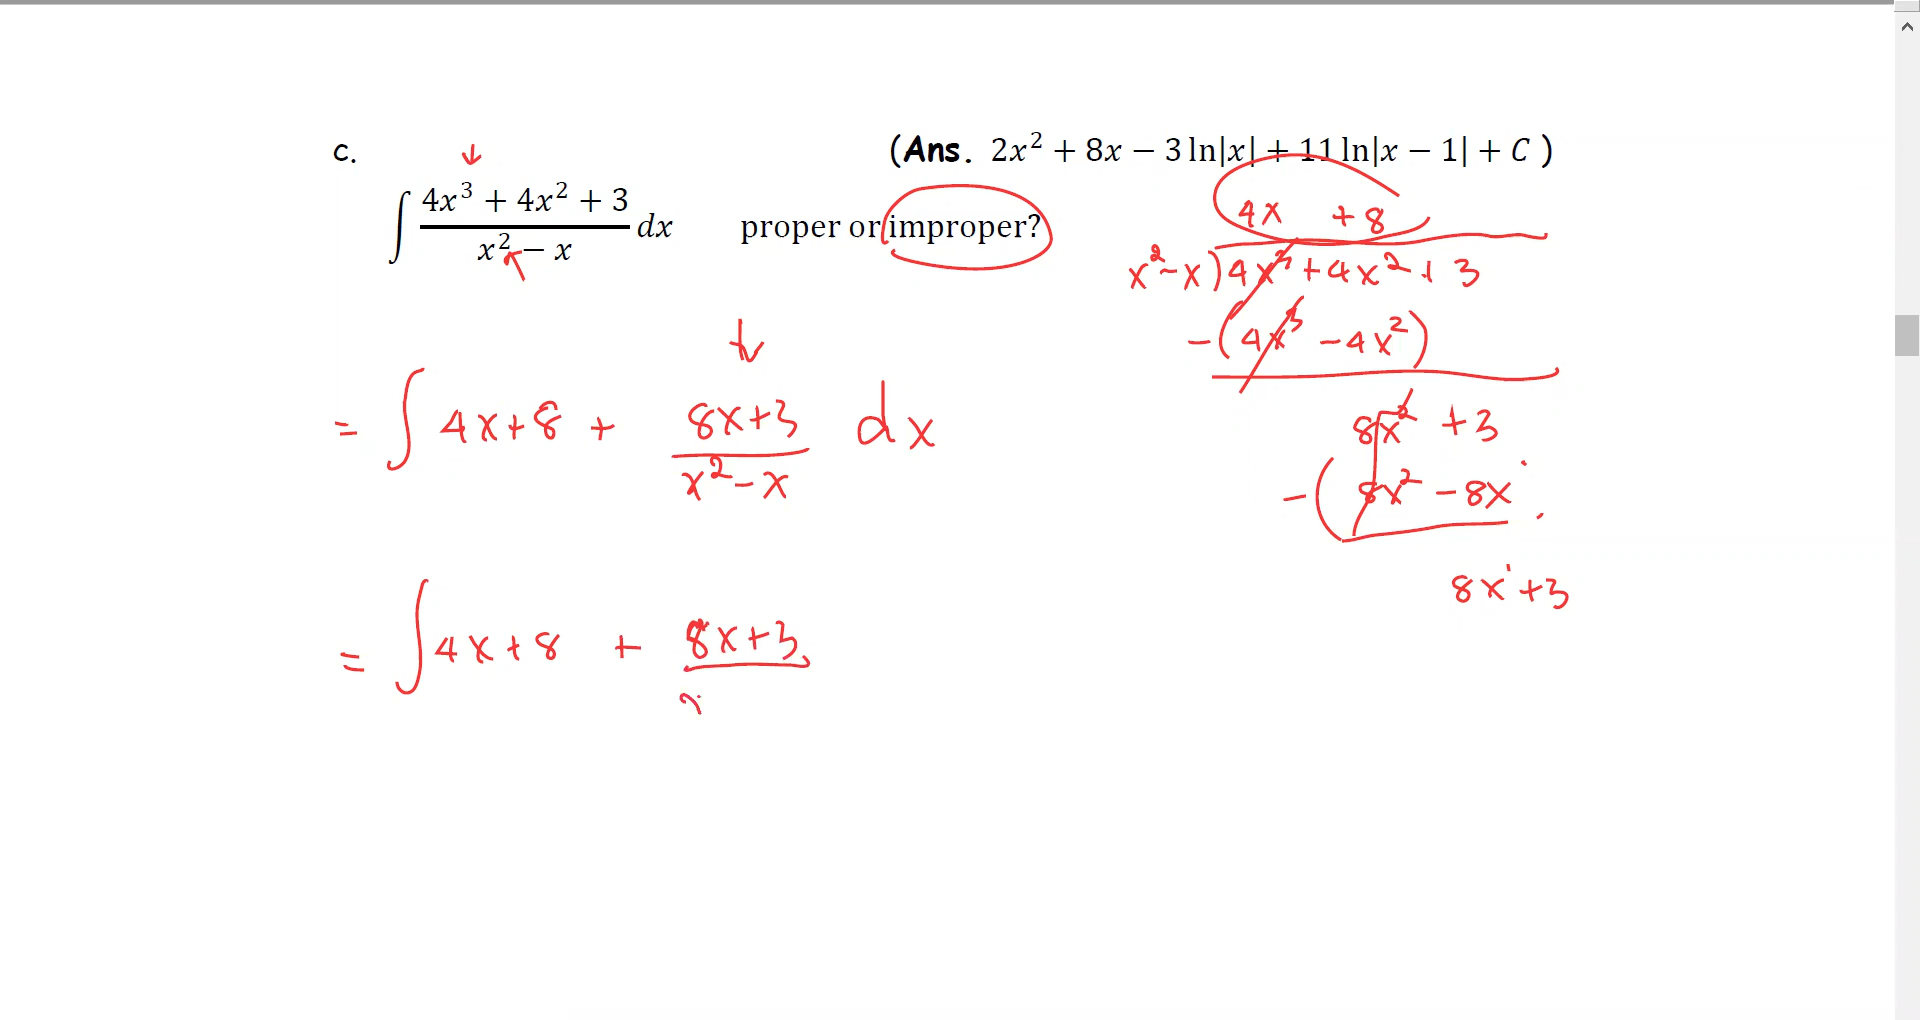 c. (Ans. 2x² + 8x − 3 ln|x| + 11 ln|x − 1| + C )
∫ (4x³ + 4x² + 3)/(x² − x) dx proper or improper?
4x + 8
x² − x ) 4x³ + 4x² + 3
− ( 4x³ − 4x² )
8x² + 3
− ( 8x² − 8x
8x + 3
= ∫ 4x + 8 + (8x + 3)/(x² − x) dx
= ∫ 4x + 8 + 8x + 3